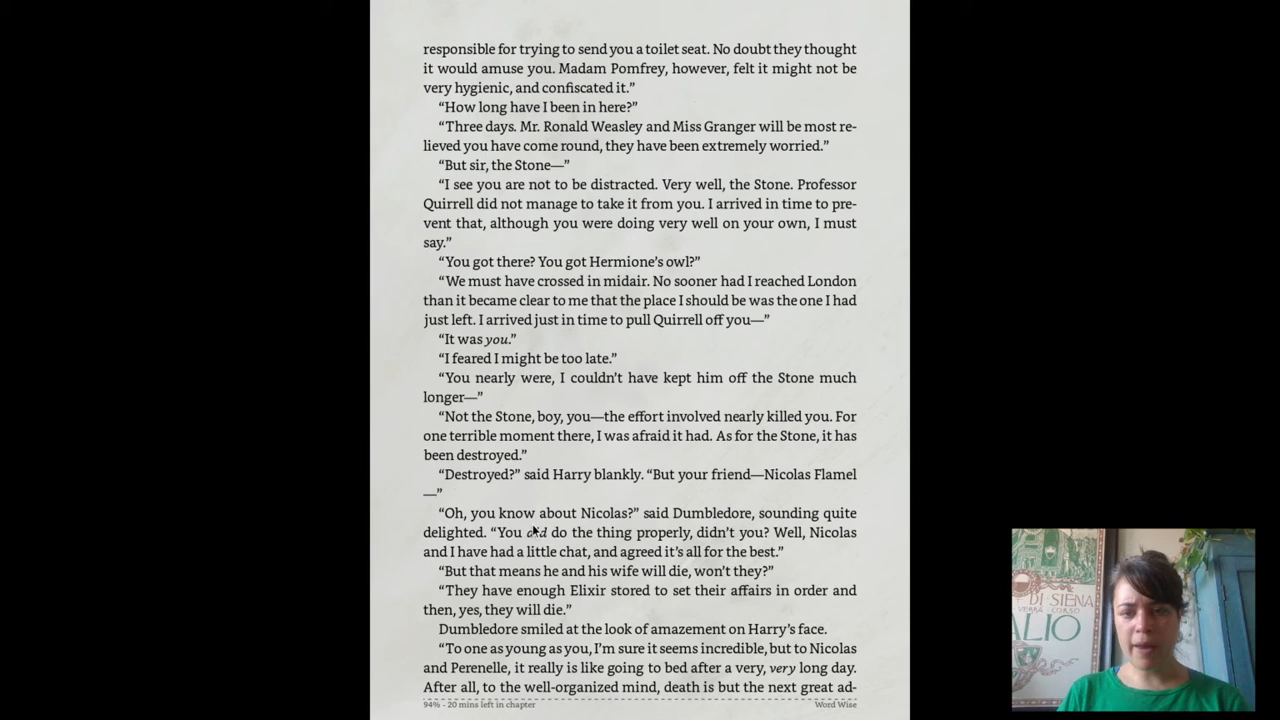 responsible for trying to send you a toilet seat. No doubt they thought
it would amuse you. Madam Pomfrey, however, felt it might not be
very hygienic, and confiscated it.”
“How long have I been in here?”
“Three days. Mr. Ronald Weasley and Miss Granger will be most re-
lieved you have come round, they have been extremely worried.”
“But sir, the Stone—”
“I see you are not to be distracted. Very well, the Stone. Professor
Quirrell did not manage to take it from you. I arrived in time to pre-
vent that, although you were doing very well on your own, I must
say.”
“You got there? You got Hermione’s owl?”
“We must have crossed in midair. No sooner had I reached London
than it became clear to me that the place I should be was the one I had
just left. I arrived just in time to pull Quirrell off you—”
“It was you.”
“I feared I might be too late.”
“You nearly were, I couldn’t have kept him off the Stone much
longer—”
“Not the Stone, boy, you—the effort involved nearly killed you. For
one terrible moment there, I was afraid it had. As for the Stone, it has
been destroyed.”
“Destroyed?” said Harry blankly. “But your friend—Nicolas Flamel
—”
“Oh, you know about Nicolas?” said Dumbledore, sounding quite
delighted. “You did do the thing properly, didn’t you? Well, Nicolas
and I have had a little chat, and agreed it’s all for the best.”
“But that means he and his wife will die, won’t they?”
“They have enough Elixir stored to set their affairs in order and
then, yes, they will die.”
Dumbledore smiled at the look of amazement on Harry’s face.
“To one as young as you, I’m sure it seems incredible, but to Nicolas
and Perenelle, it really is like going to bed after a very, very long day.
After all, to the well-organized mind, death is but the next great ad-
94% - 20 mins left in chapter
Word Wise
DI SIENA
TERRA CORSO
ALIO